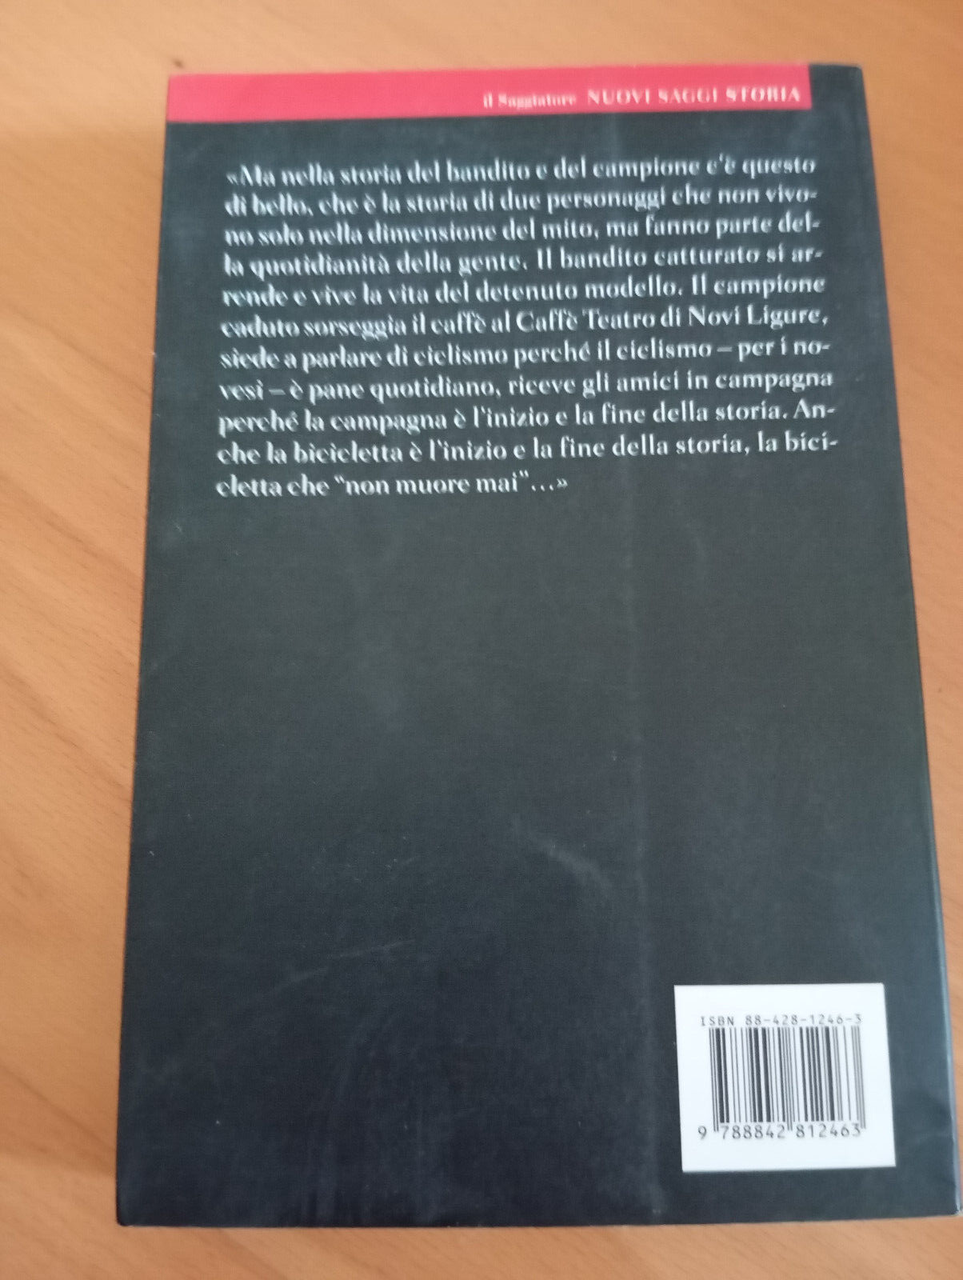 il Saggiatore NUOVI SAGGI STORIA
«Ma nella storia del bandito e del campione c'è questo
di bello, che è la storia di due personaggi che non vivo-
no solo nella dimensione del mito, ma fanno parte del-
la quotidianità della gente. Il bandito catturato si ar-
rende e vive la vita del detenuto modello. Il campione
caduto sorseggia il caffè al Caffè Teatro di Novi Ligure,
siede a parlare di ciclismo perché il ciclismo – per i no-
vesi – è pane quotidiano, riceve gli amici in campagna
perché la campagna è l'inizio e la fine della storia. An-
che la bicicletta è l'inizio e la fine della storia, la bici-
cletta che “non muore mai”...»
ISBN 88-428-1246-3
9 788842 812463